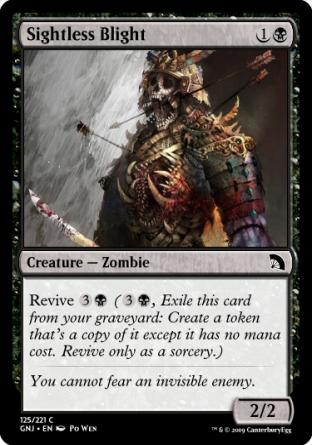 Sightless Blight 1
Creature — Zombie
Revive 3 ( 3 , Exile this card
from your graveyard: Create a token
that's a copy of it except it has no mana
cost. Revive only as a sorcery.)
You cannot fear an invisible enemy.
2/2
125/221 C
GNJ • EN Po Wen
™ & © 2019 CanterburyEgg